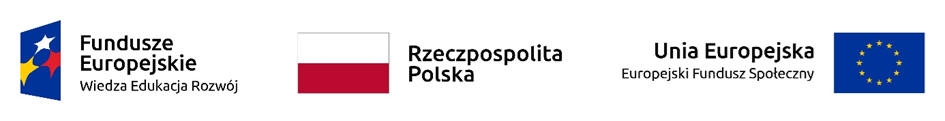 Fundusze
Europejskie
Wiedza Edukacja Rozwój
Rzeczpospolita
Polska
Unia Europejska
Europejski Fundusz Społeczny